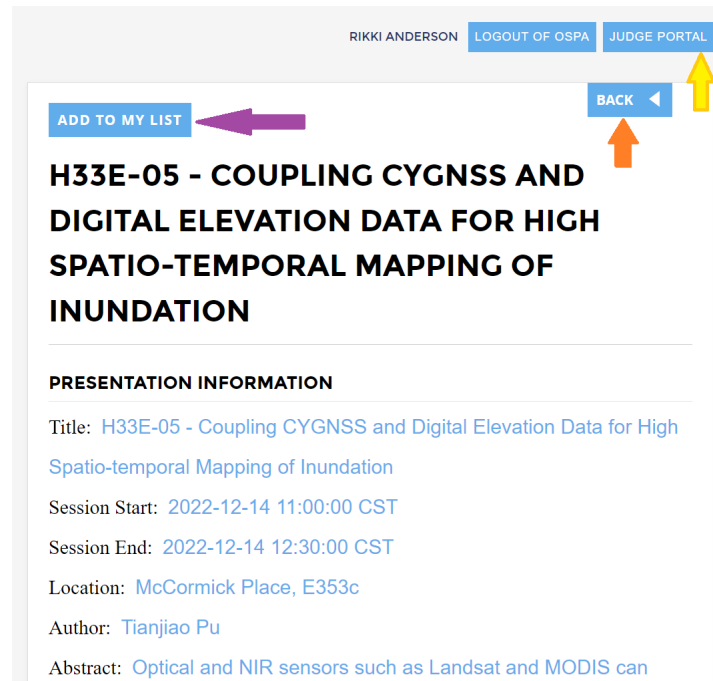 RIKKI ANDERSON LOGOUT OF OSPA JUDGE PORTAL
ADD TO MY LIST BACK
H33E-05 - COUPLING CYGNSS AND
DIGITAL ELEVATION DATA FOR HIGH
SPATIO-TEMPORAL MAPPING OF
INUNDATION
PRESENTATION INFORMATION
Title: H33E-05 - Coupling CYGNSS and Digital Elevation Data for High
Spatio-temporal Mapping of Inundation
Session Start: 2022-12-14 11:00:00 CST
Session End: 2022-12-14 12:30:00 CST
Location: McCormick Place, E353c
Author: Tianjiao Pu
Abstract: Optical and NIR sensors such as Landsat and MODIS can